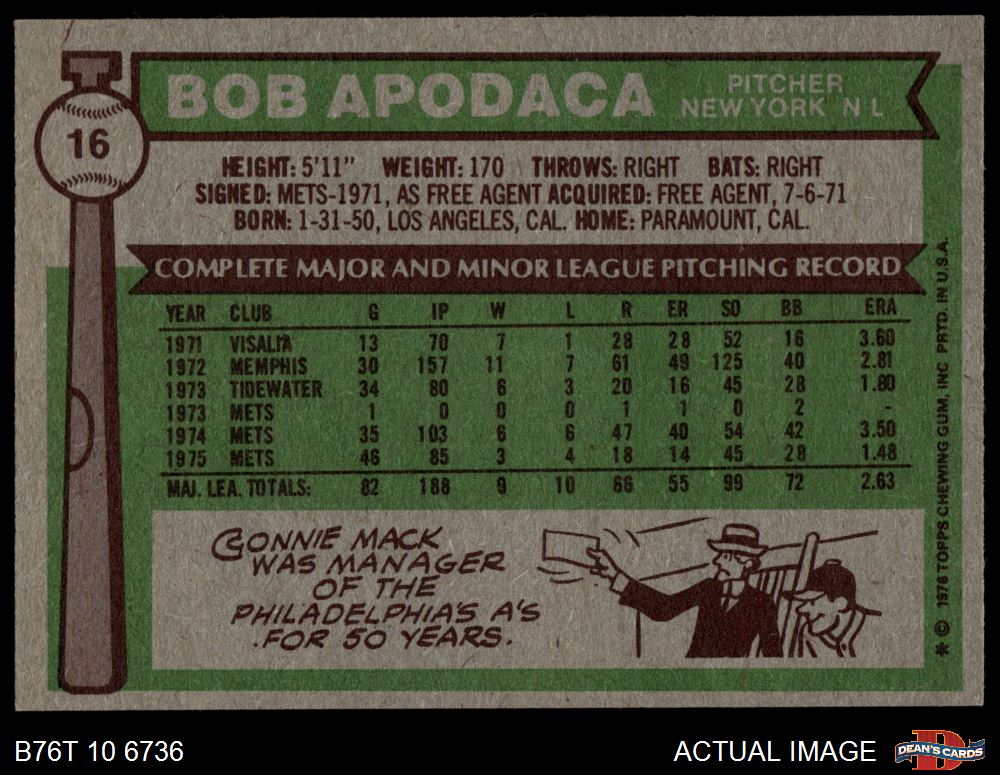 16
BOB APODACA
PITCHER
NEW YORK N L
HEIGHT: 5'11" WEIGHT: 170 THROWS: RIGHT BATS: RIGHT
SIGNED: METS-1971, AS FREE AGENT ACQUIRED: FREE AGENT, 7-6-71
BORN: 1-31-50, LOS ANGELES, CAL. HOME: PARAMOUNT, CAL.
COMPLETE MAJOR AND MINOR LEAGUE PITCHING RECORD
YEAR CLUB G IP W L R ER SO BB ERA
1971 VISALIA 13 70 7 1 28 28 52 16 3.60
1972 MEMPHIS 30 157 11 7 61 49 125 40 2.81
1973 TIDEWATER 34 80 6 3 20 16 45 28 1.80
1973 METS 1 0 0 0 1 1 0 2 -
1974 METS 35 103 6 6 47 40 54 42 3.50
1975 METS 46 85 3 4 18 14 45 28 1.48
MAJ. LEA. TOTALS: 82 188 9 10 66 55 99 72 2.63
CONNIE MACK
WAS MANAGER
OF THE
PHILADELPHIA'S A'S
FOR 50 YEARS.
* © 1976 TOPPS CHEWING GUM, INC PRTD. IN U.S.A.
B76T 10 6736
ACTUAL IMAGE
D
DEAN'S CARDS